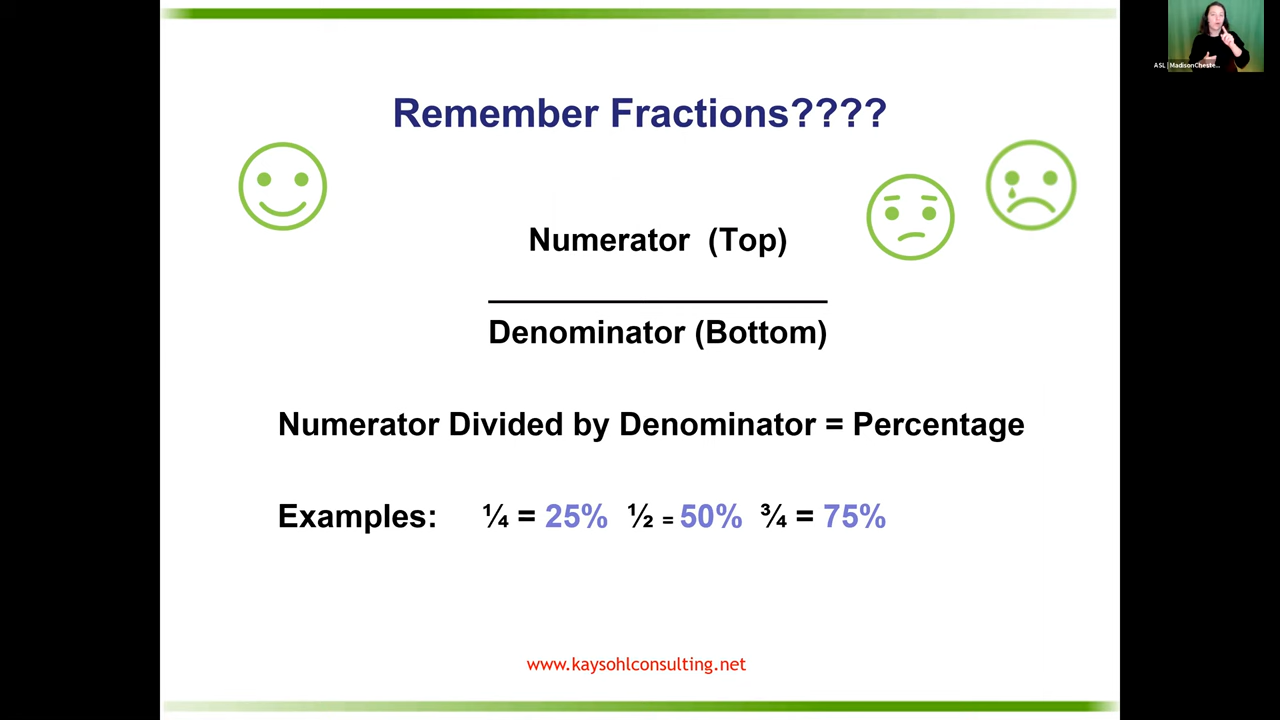 ASL | MadisonCheste...
Remember Fractions????
Numerator (Top)
Denominator (Bottom)
Numerator Divided by Denominator = Percentage
Examples: ¼ = 25% ½ = 50% ¾ = 75%
www.kaysohlconsulting.net